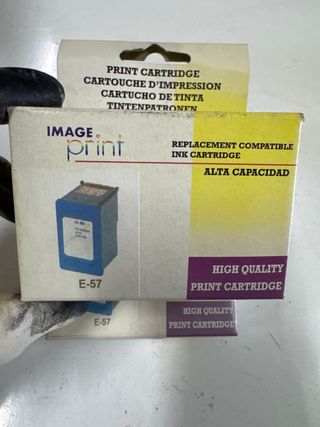 PRINT CARTRIDGE
CARTOUCHE D'IMPRESSION
CARTUCHO DE TINTA
TINTENPATRONEN
IMAGE
print
REPLACEMENT COMPATIBLE
INK CARTRIDGE
ALTA CAPACIDAD
E-57
HIGH QUALITY
PRINT CARTRIDGE
E-57
HIGH QUALITY
PRINT CARTRIDGE